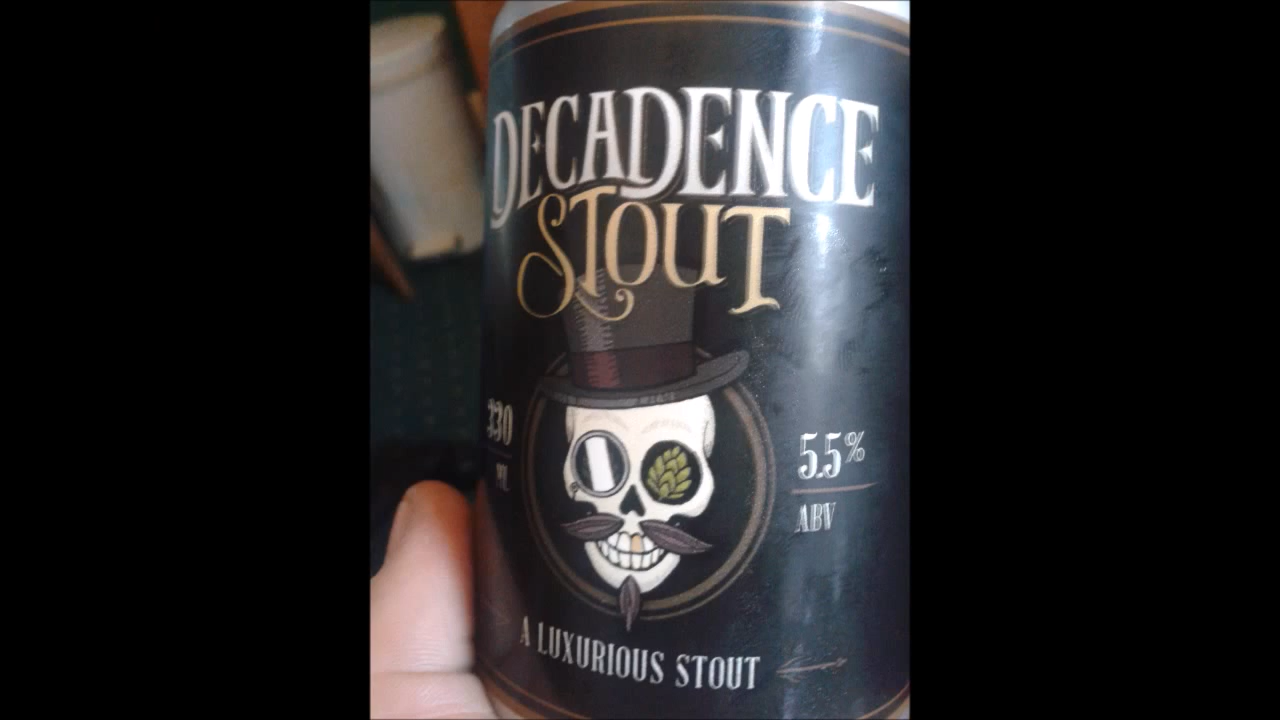 DECADENCE
STOUT
330
ML
5.5%
ABV
A LUXURIOUS STOUT